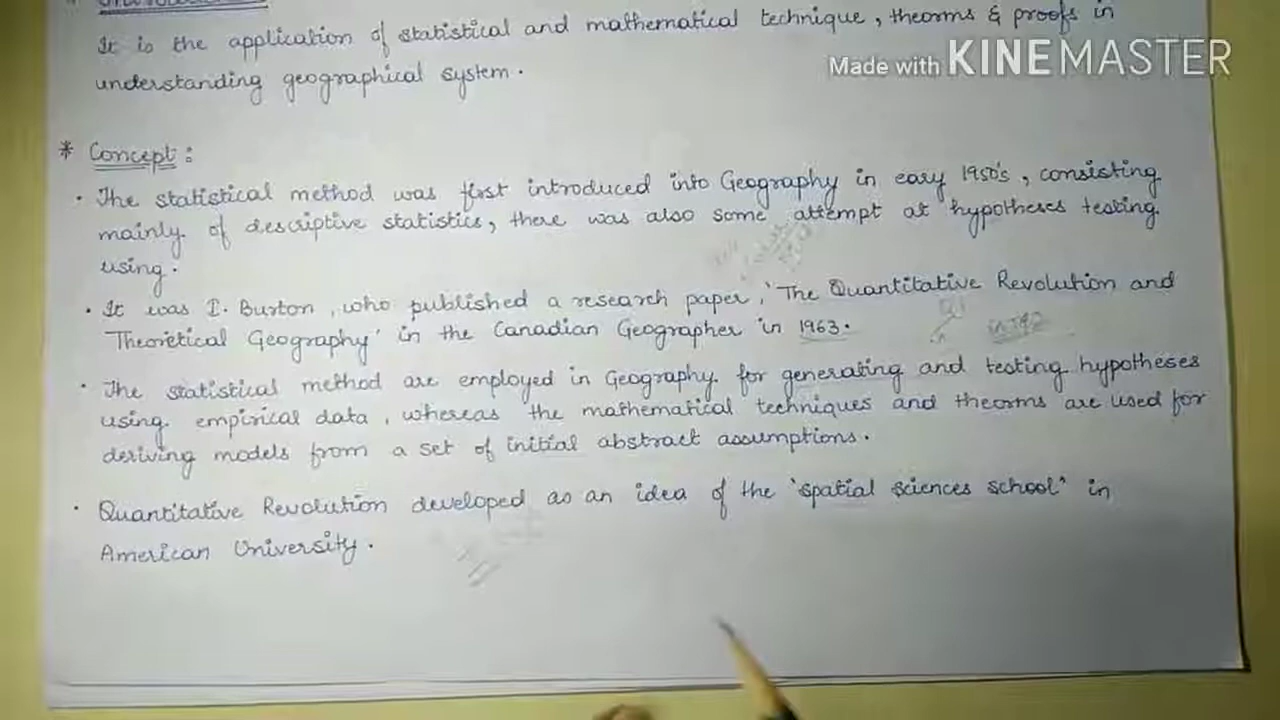 It is the application of statistical and mathematical technique, theorms & proofs in
understanding geographical system.
Made with KINEMASTER
* Concept :
• The statistical method was first introduced into Geography in eary 1950's, consisting
mainly of descriptive statistics, there was also some attempt at hypotheses testing
using.
• It was I. Burton, who published a research paper, 'The Quantitative Revolution and
Theoretical Geography' in the Canadian Geographer in 1963.
• The statistical method are employed in Geography for generating and testing hypotheses
using empirical data, whereas the mathematical techniques and theorms are used for
deriving models from a set of initial abstract assumptions.
• Quantitative Revolution developed as an idea of the 'spatial sciences school' in
American University.